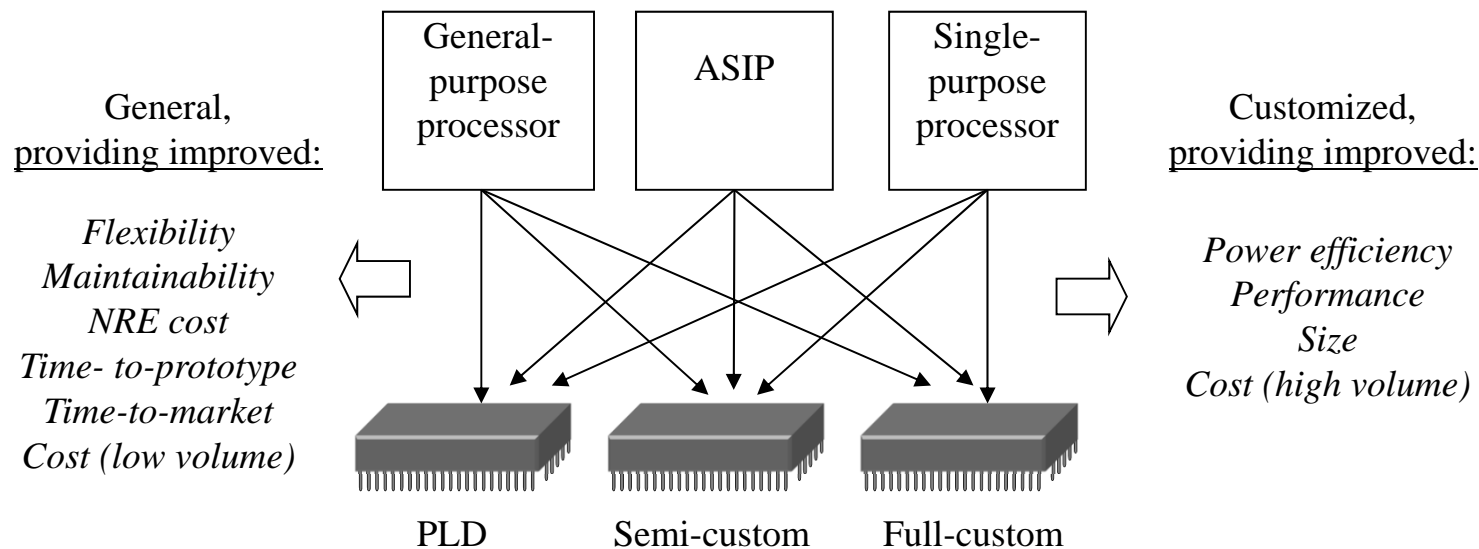 General,
providing improved:
Flexibility
Maintainability
NRE cost
Time- to-prototype
Time-to-market
Cost (low volume)
General-
purpose
processor
ASIP
Single-
purpose
processor
Customized,
providing improved:
Power efficiency
Performance
Size
Cost (high volume)
PLD
Semi-custom
Full-custom